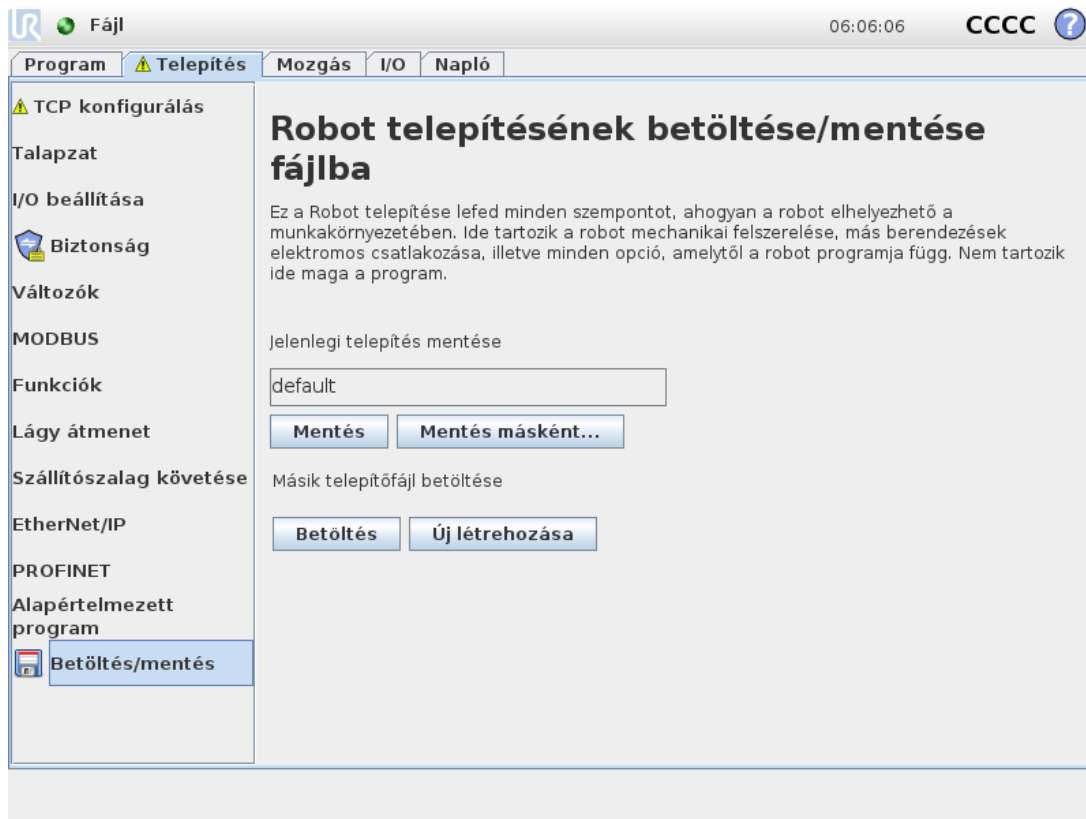 UR Fájl 06:06:06 CCCC ?
Program Telepítés Mozgás I/O Napló
TCP konfigurálás
Talapzat
I/O beállítása
Biztonság
Változók
MODBUS
Funkciók
Lágy átmenet
Szállítószalag követése
EtherNet/IP
PROFINET
Alapértelmezett
program
Betöltés/mentés
Robot telepítésének betöltése/mentése
fájlba
Ez a Robot telepítése lefed minden szempontot, ahogyan a robot elhelyezhető a
munkakörnyezetében. Ide tartozik a robot mechanikai felszerelése, más berendezések
elektromos csatlakozása, illetve minden opció, amelytől a robot programja függ. Nem tartozik
ide maga a program.
Jelenlegi telepítés mentése
default
Mentés Mentés másként...
Másik telepítőfájl betöltése
Betöltés Új létrehozása